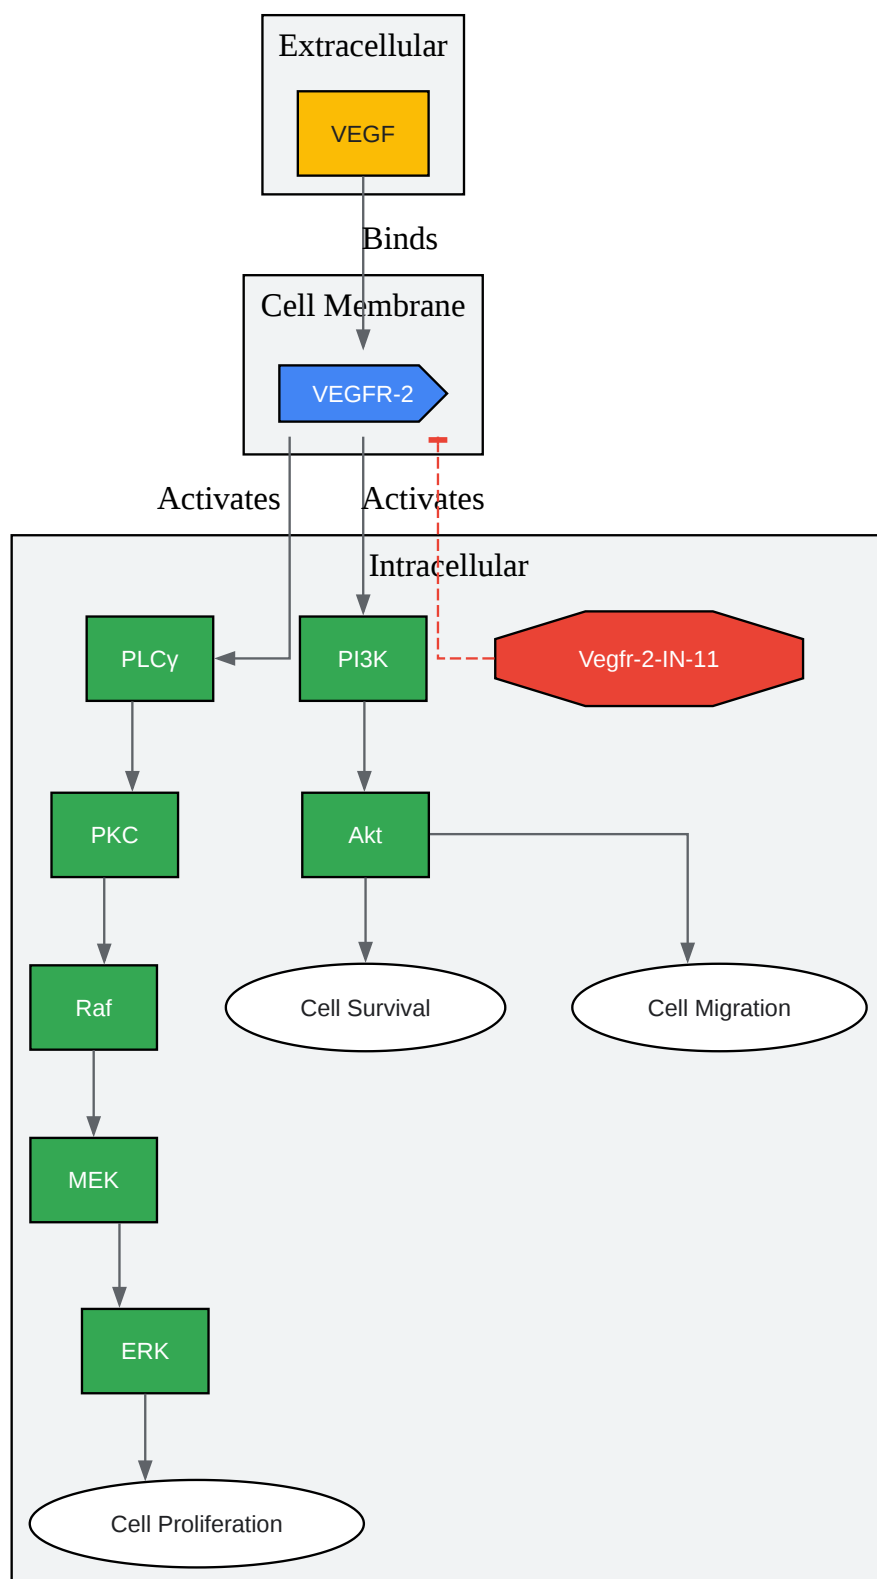 Extracellular
VEGF
Binds
Cell Membrane
VEGFR-2
Activates
Activates
Intracellular
PLCγ
PI3K
Vegfr-2-IN-11
PKC
Akt
Raf
Cell Survival
Cell Migration
MEK
ERK
Cell Proliferation